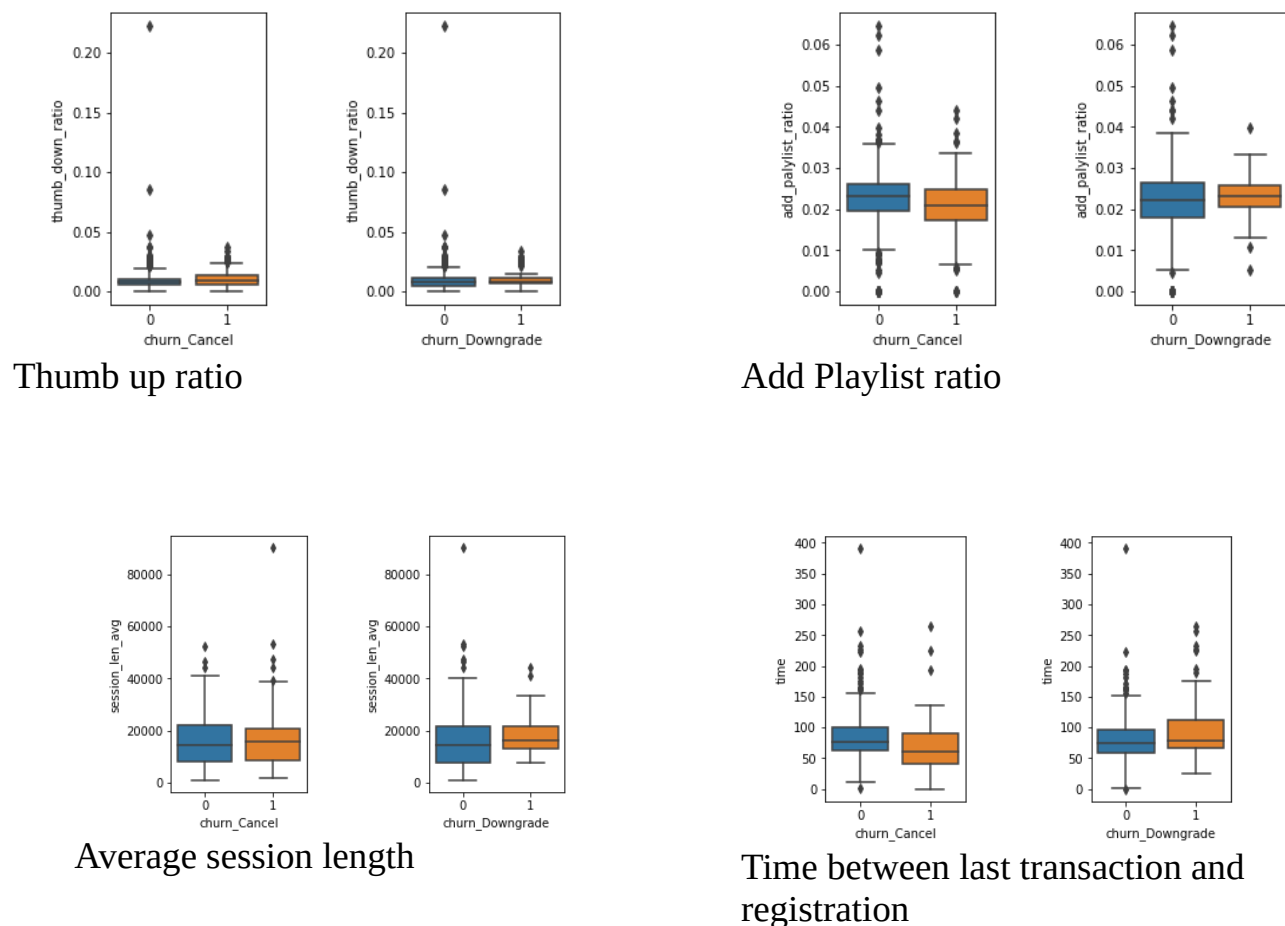 0.20
0.15
0.10
0.05
0.00
thumb_down_ratio
0 1
churn_Cancel
0.20
0.15
0.10
0.05
0.00
thumb_down_ratio
0 1
churn_Downgrade
Thumb up ratio
0.06
0.05
0.04
0.03
0.02
0.01
0.00
add_palylist_ratio
0 1
churn_Cancel
0.06
0.05
0.04
0.03
0.02
0.01
0.00
add_palylist_ratio
0 1
churn_Downgrade
Add Playlist ratio
80000
60000
40000
20000
0
session_len_avg
0 1
churn_Cancel
80000
60000
40000
20000
0
session_len_avg
0 1
churn_Downgrade
Average session length
400
350
300
250
200
150
100
50
0
time
0 1
churn_Cancel
400
350
300
250
200
150
100
50
0
time
0 1
churn_Downgrade
Time between last transaction and
registration